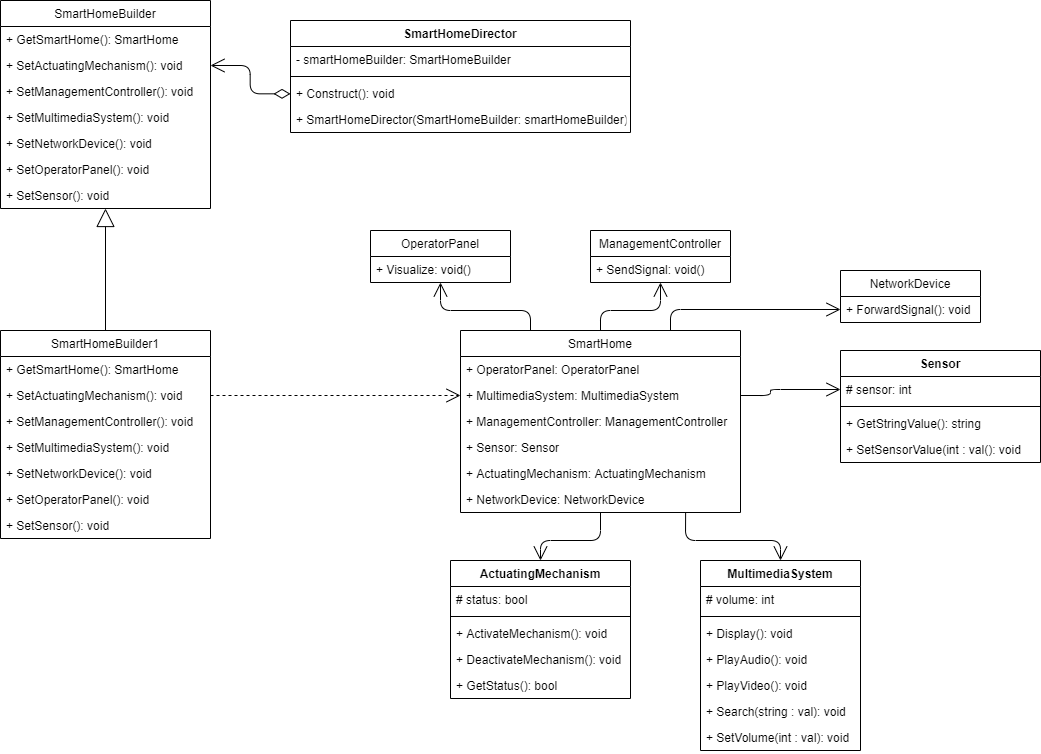 SmartHomeBuilder
+ GetSmartHome(): SmartHome
+ SetActuatingMechanism(): void
+ SetManagementController(): void
+ SetMultimediaSystem(): void
+ SetNetworkDevice(): void
+ SetOperatorPanel(): void
+ SetSensor(): void
SmartHomeDirector
- smartHomeBuilder: SmartHomeBuilder
+ Construct(): void
+ SmartHomeDirector(SmartHomeBuilder: smartHomeBuilder)
OperatorPanel
+ Visualize: void()
ManagementController
+ SendSignal: void()
NetworkDevice
+ ForwardSignal(): void
SmartHomeBuilder1
+ GetSmartHome(): SmartHome
+ SetActuatingMechanism(): void
+ SetManagementController(): void
+ SetMultimediaSystem(): void
+ SetNetworkDevice(): void
+ SetOperatorPanel(): void
+ SetSensor(): void
SmartHome
+ OperatorPanel: OperatorPanel
+ MultimediaSystem: MultimediaSystem
+ ManagementController: ManagementController
+ Sensor: Sensor
+ ActuatingMechanism: ActuatingMechanism
+ NetworkDevice: NetworkDevice
Sensor
# sensor: int
+ GetStringValue(): string
+ SetSensorValue(int : val(): void
ActuatingMechanism
# status: bool
+ ActivateMechanism(): void
+ DeactivateMechanism(): void
+ GetStatus(): bool
MultimediaSystem
# volume: int
+ Display(): void
+ PlayAudio(): void
+ PlayVideo(): void
+ Search(string : val): void
+ SetVolume(int : val): void